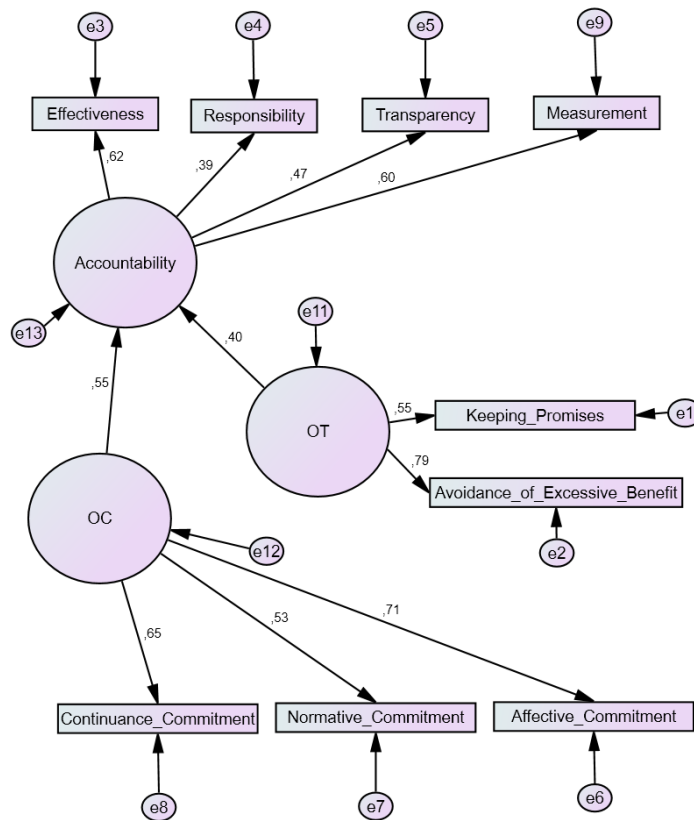 e3
e4
e5
e9
Effectiveness
Responsibility
Transparency
Measurement
,62
,39
,47
,60
Accountability
e13
e11
,40
,55
OT
,55
Keeping_Promises
e1
,79
Avoidance_of_Excessive_Benefit
OC
e12
e2
,65
,53
,71
Continuance_Commitment
Normative_Commitment
Affective_Commitment
e8
e7
e6